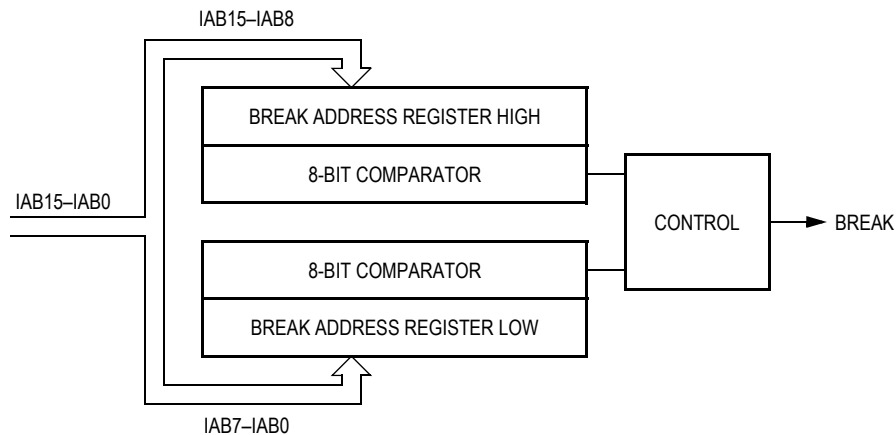 IAB15–IAB8
BREAK ADDRESS REGISTER HIGH
8-BIT COMPARATOR
IAB15–IAB0
CONTROL
BREAK
8-BIT COMPARATOR
BREAK ADDRESS REGISTER LOW
IAB7–IAB0